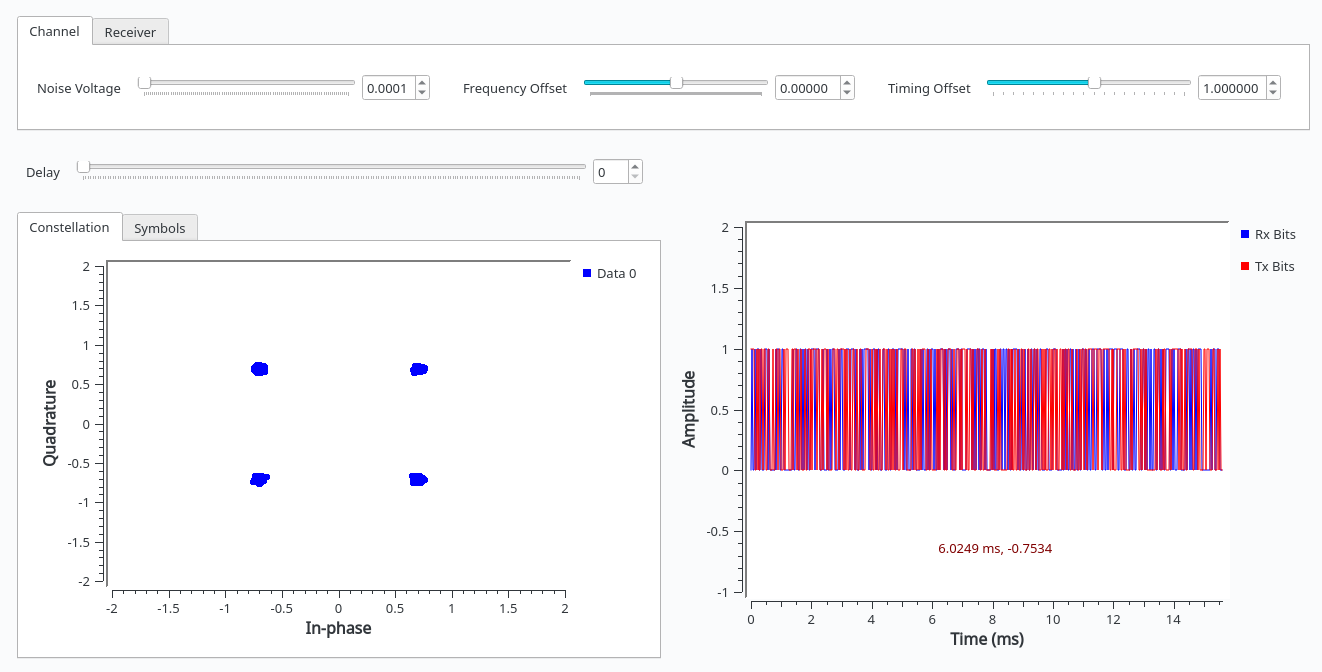 Channel
Receiver
Noise Voltage
0.0001
Frequency Offset
0.00000
Timing Offset
1.000000
Delay
0
Constellation
Symbols
Data 0
2
1.5
1
0.5
0
-0.5
-1
-1.5
-2
Quadrature
-2 -1.5 -1 -0.5 0 0.5 1 1.5 2
In-phase
Rx Bits
Tx Bits
2
1.5
1
0.5
0
-0.5
-1
Amplitude
6.0249 ms, -0.7534
0 2 4 6 8 10 12 14
Time (ms)